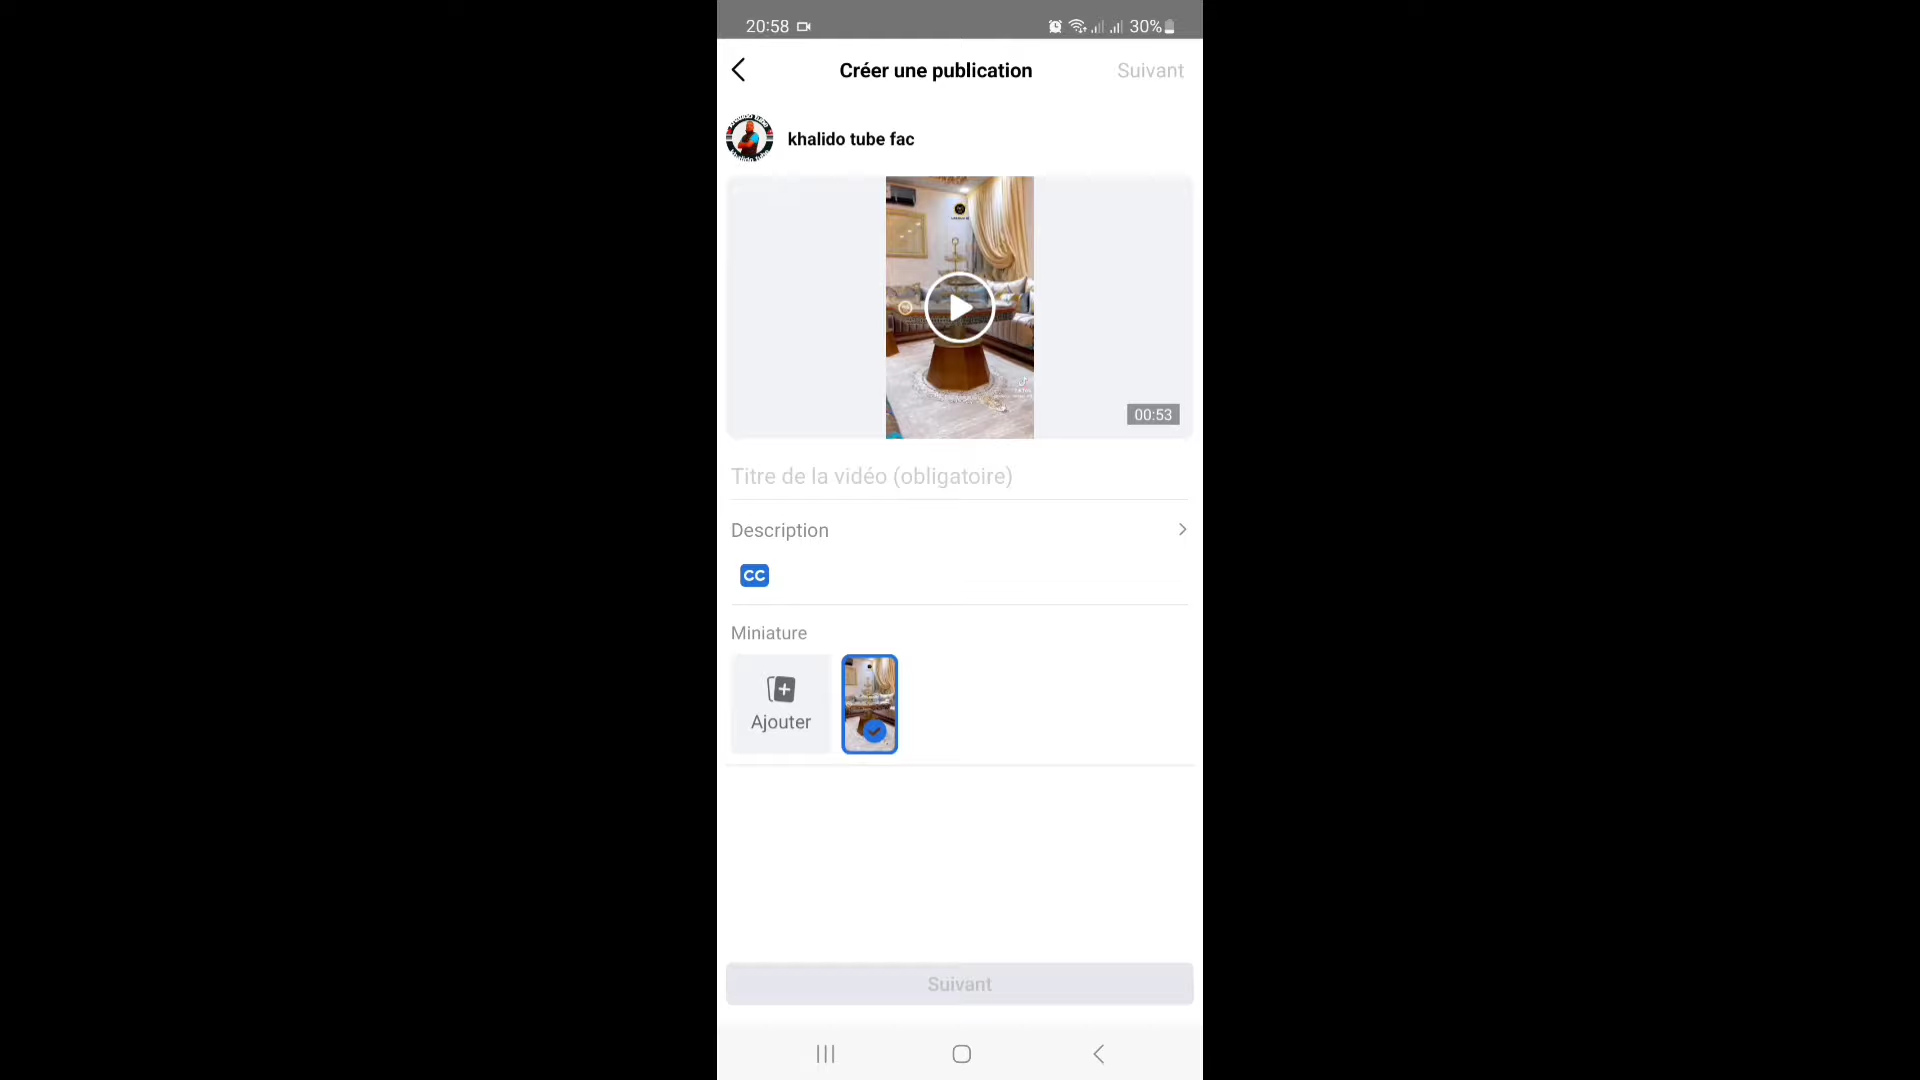 20:58
30%
Créer une publication
Suivant
khalido tube fac
00:53
Titre de la vidéo (obligatoire)
Description
CC
Miniature
Ajouter
Suivant